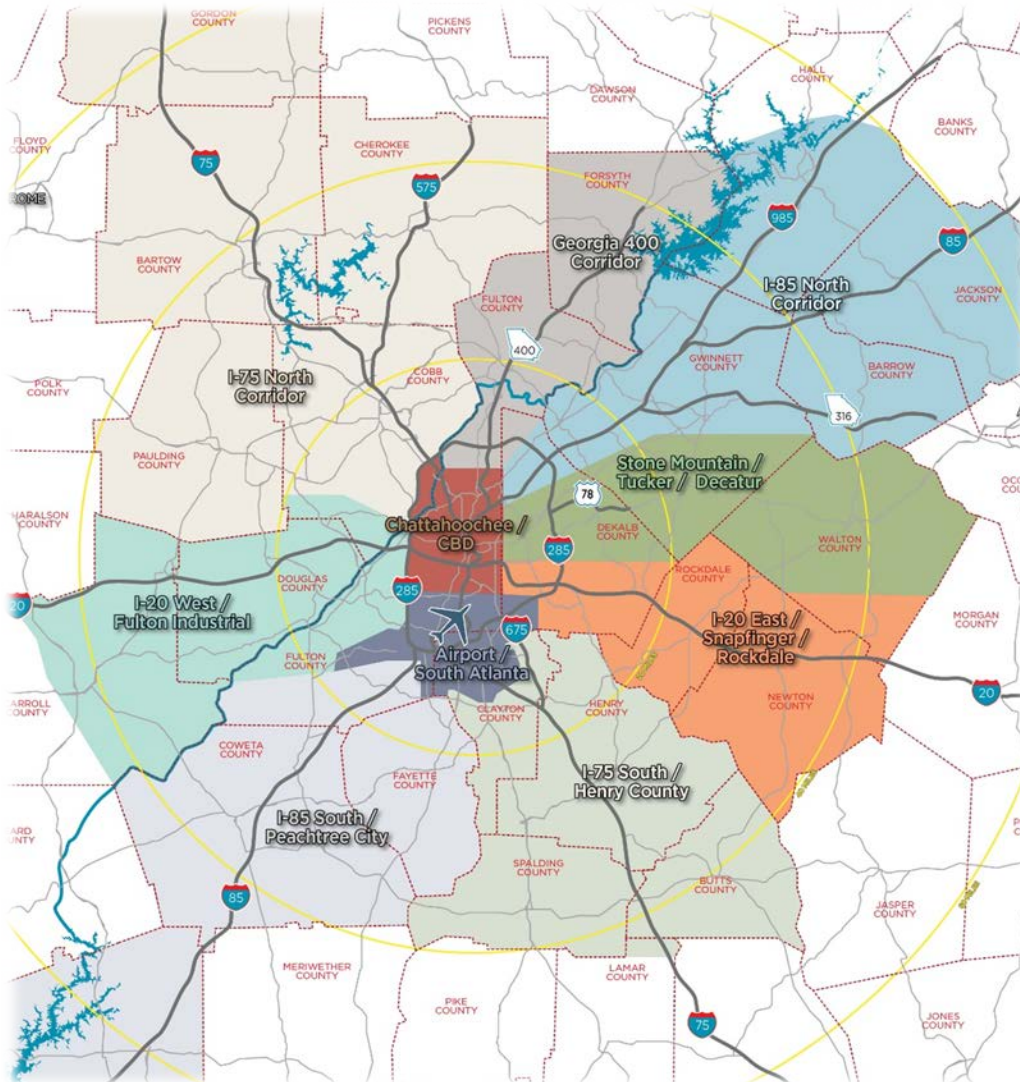 GORDON
COUNTY
PICKENS
COUNTY
HALL
COUNTY
DAWSON
COUNTY
BANKS
COUNTY
FLOYD
COUNTY
CHEROKEE
COUNTY
75
575
FORSYTH
COUNTY
ROME
985
85
Georgia 400
Corridor
BARTOW
COUNTY
I-85 North
Corridor
JACKSON
COUNTY
FULTON
COUNTY
400
GWINNETT
COUNTY
BARROW
COUNTY
COBB
COUNTY
I-75 North
Corridor
POLK
COUNTY
316
PAULDING
COUNTY
Stone Mountain /
Tucker / Decatur
78
HARALSON
COUNTY
Chattahoochee /
CBD
DEKALB
COUNTY
WALTON
COUNTY
285
ROCKDALE COUNTY
DOUGLAS
COUNTY
285
20
I-20 West /
Fulton Industrial
675
I-20 East /
Snapfinger /
Rockdale
MORGAN
COUNTY
Airport /
South Atlanta
FULTON
COUNTY
20
CLAYTON
COUNTY
HENRY
COUNTY
NEWTON
COUNTY
COWETA
COUNTY
FAYETTE
COUNTY
I-75 South /
Henry County
I-85 South /
Peachtree City
SPALDING
COUNTY
BUTTS
COUNTY
85
JASPER
COUNTY
MERIWETHER
COUNTY
LAMAR
COUNTY
PIKE
COUNTY
75
JONES
COUNTY